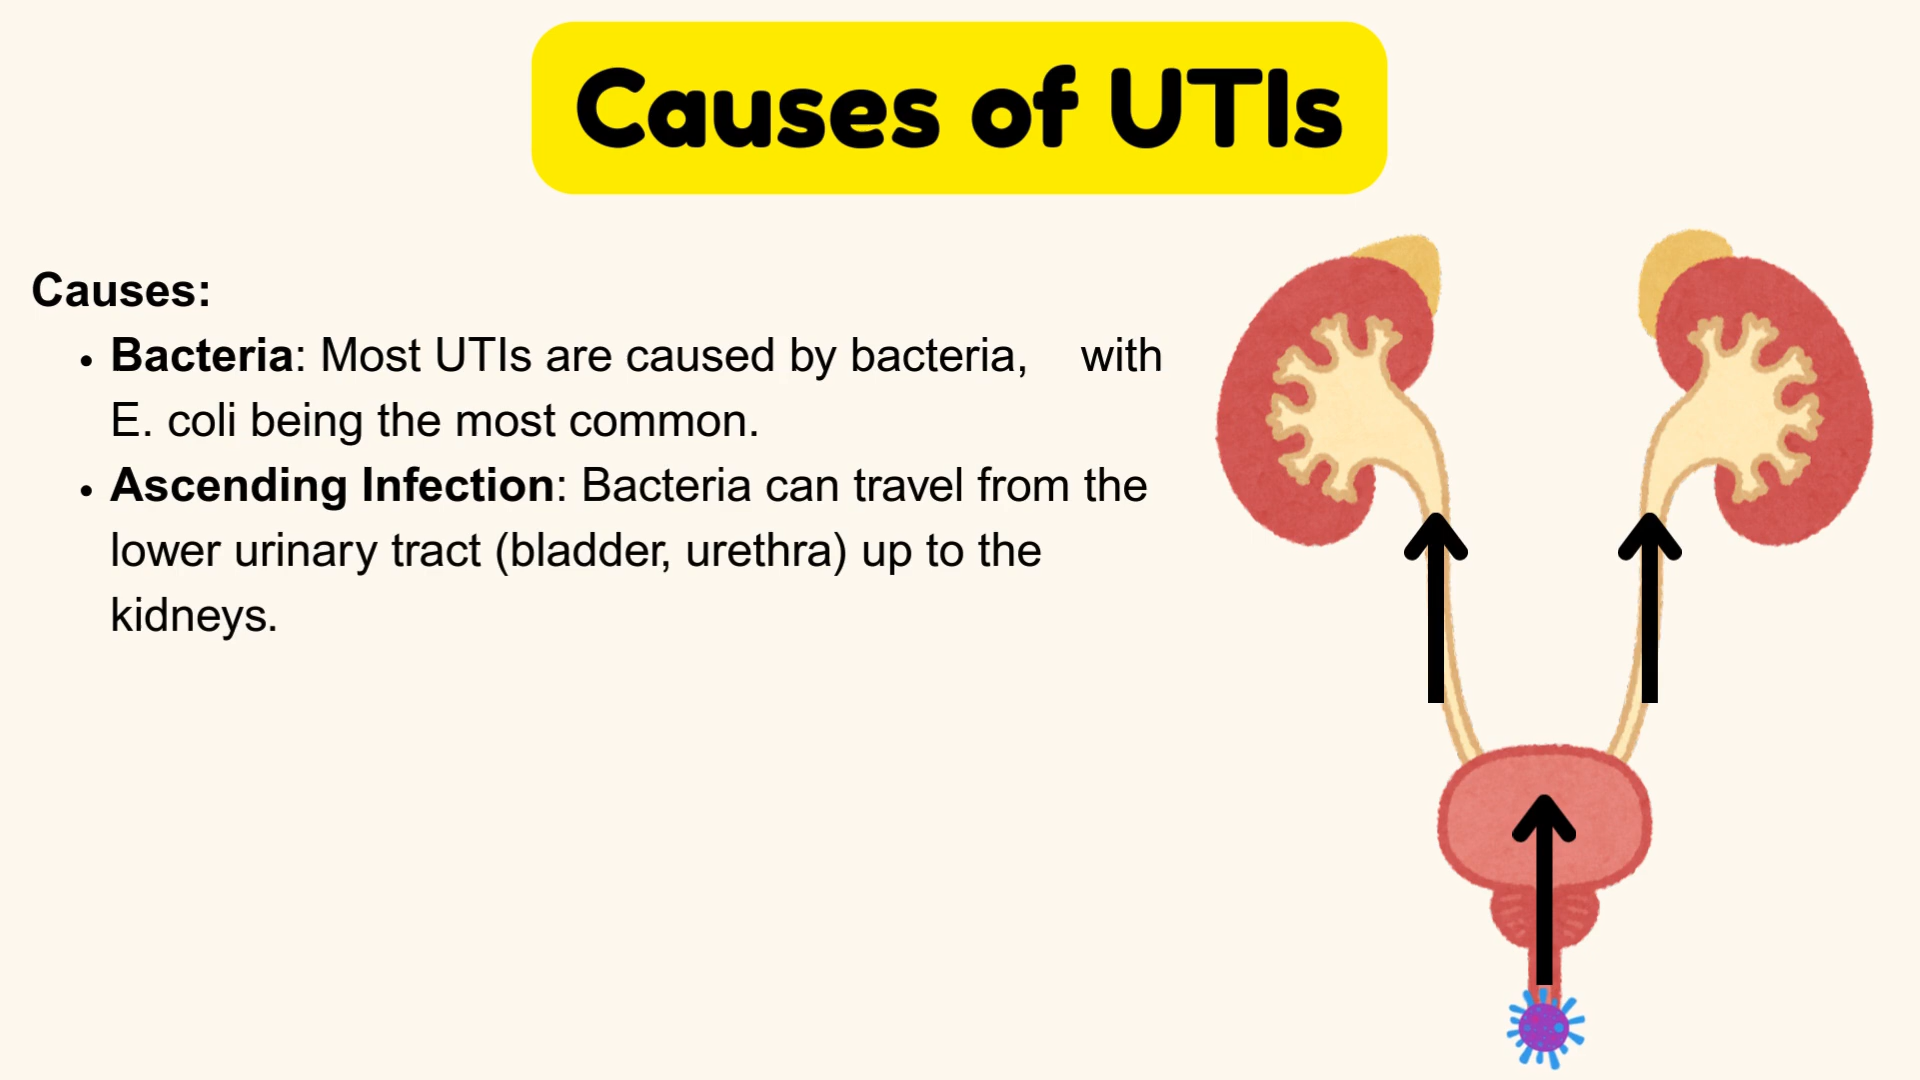 Causes of UTIs
Causes:
• Bacteria: Most UTIs are caused by bacteria, with
E. coli being the most common.
• Ascending Infection: Bacteria can travel from the
lower urinary tract (bladder, urethra) up to the
kidneys.